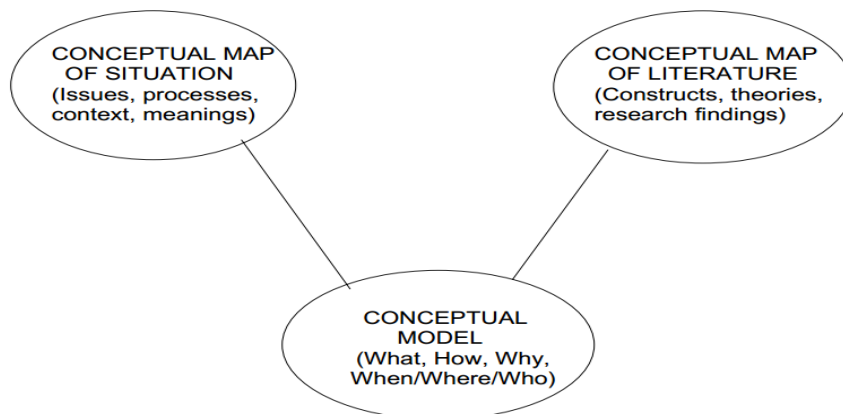 CONCEPTUAL MAP
OF SITUATION
(Issues, processes,
context, meanings)
CONCEPTUAL MAP
OF LITERATURE
(Constructs, theories,
research findings)
CONCEPTUAL
MODEL
(What, How, Why,
When/Where/Who)